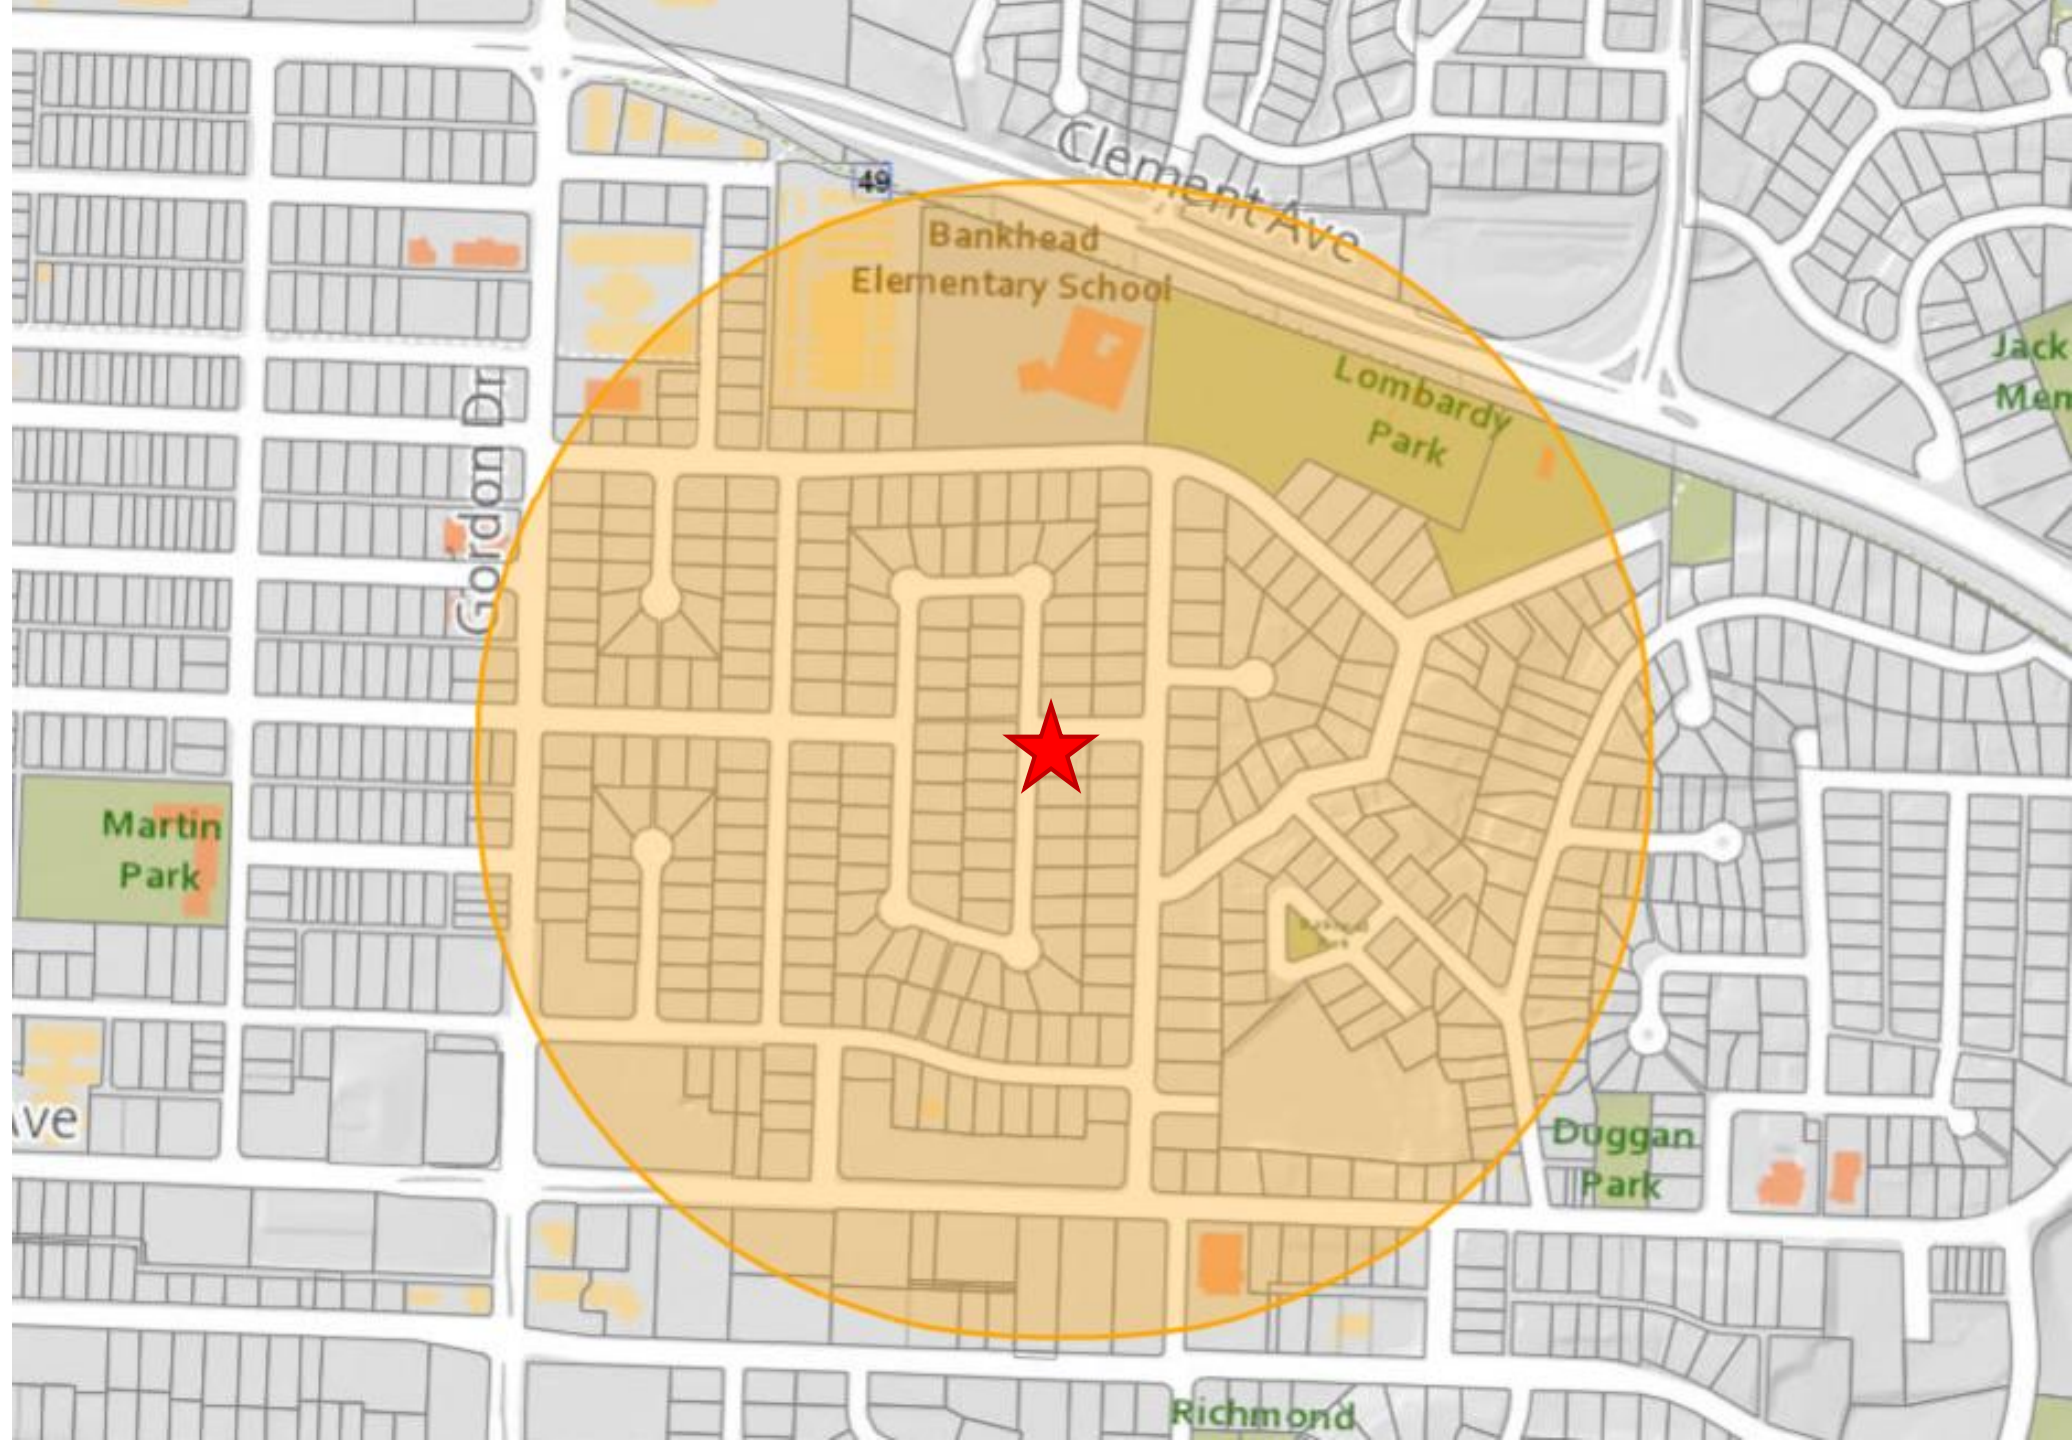 49
Clement Ave
Bankhead
Elementary School
Jack
Mem
Lombardy
Park
Gordon Dr
Martin
Park
Ave
Duggan
Park
Richmond